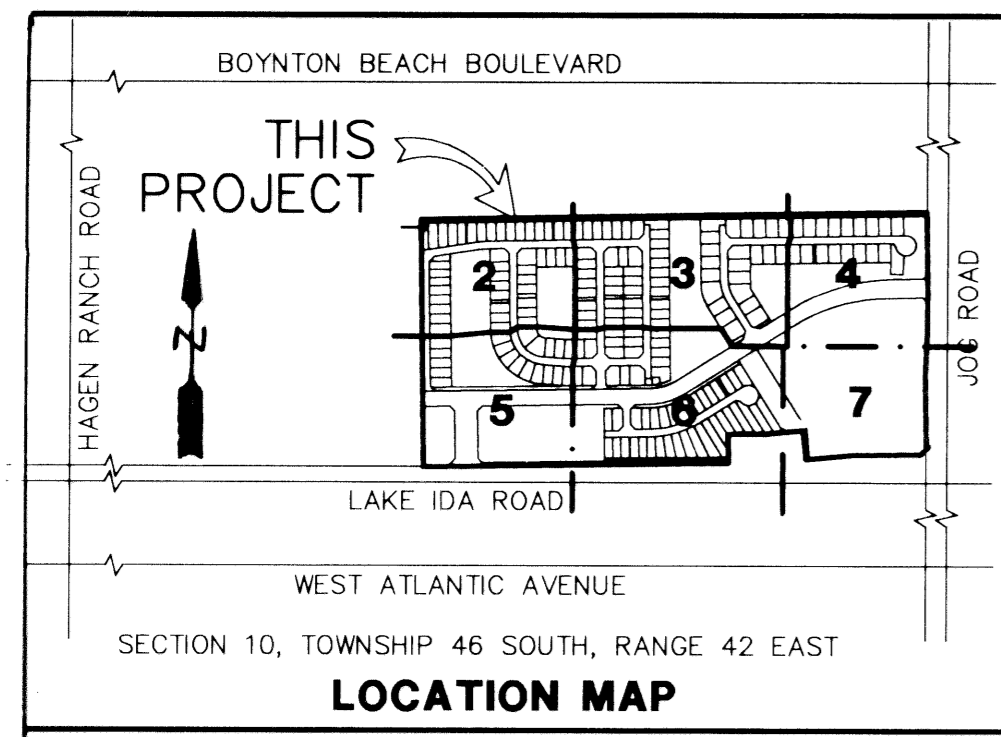 BOYNTON BEACH BOULEVARD
THIS
PROJECT
HAGEN RANCH ROAD
N
2
3
4
JOG ROAD
5
6
7
LAKE IDA ROAD
WEST ATLANTIC AVENUE
SECTION 10, TOWNSHIP 46 SOUTH, RANGE 42 EAST
LOCATION MAP